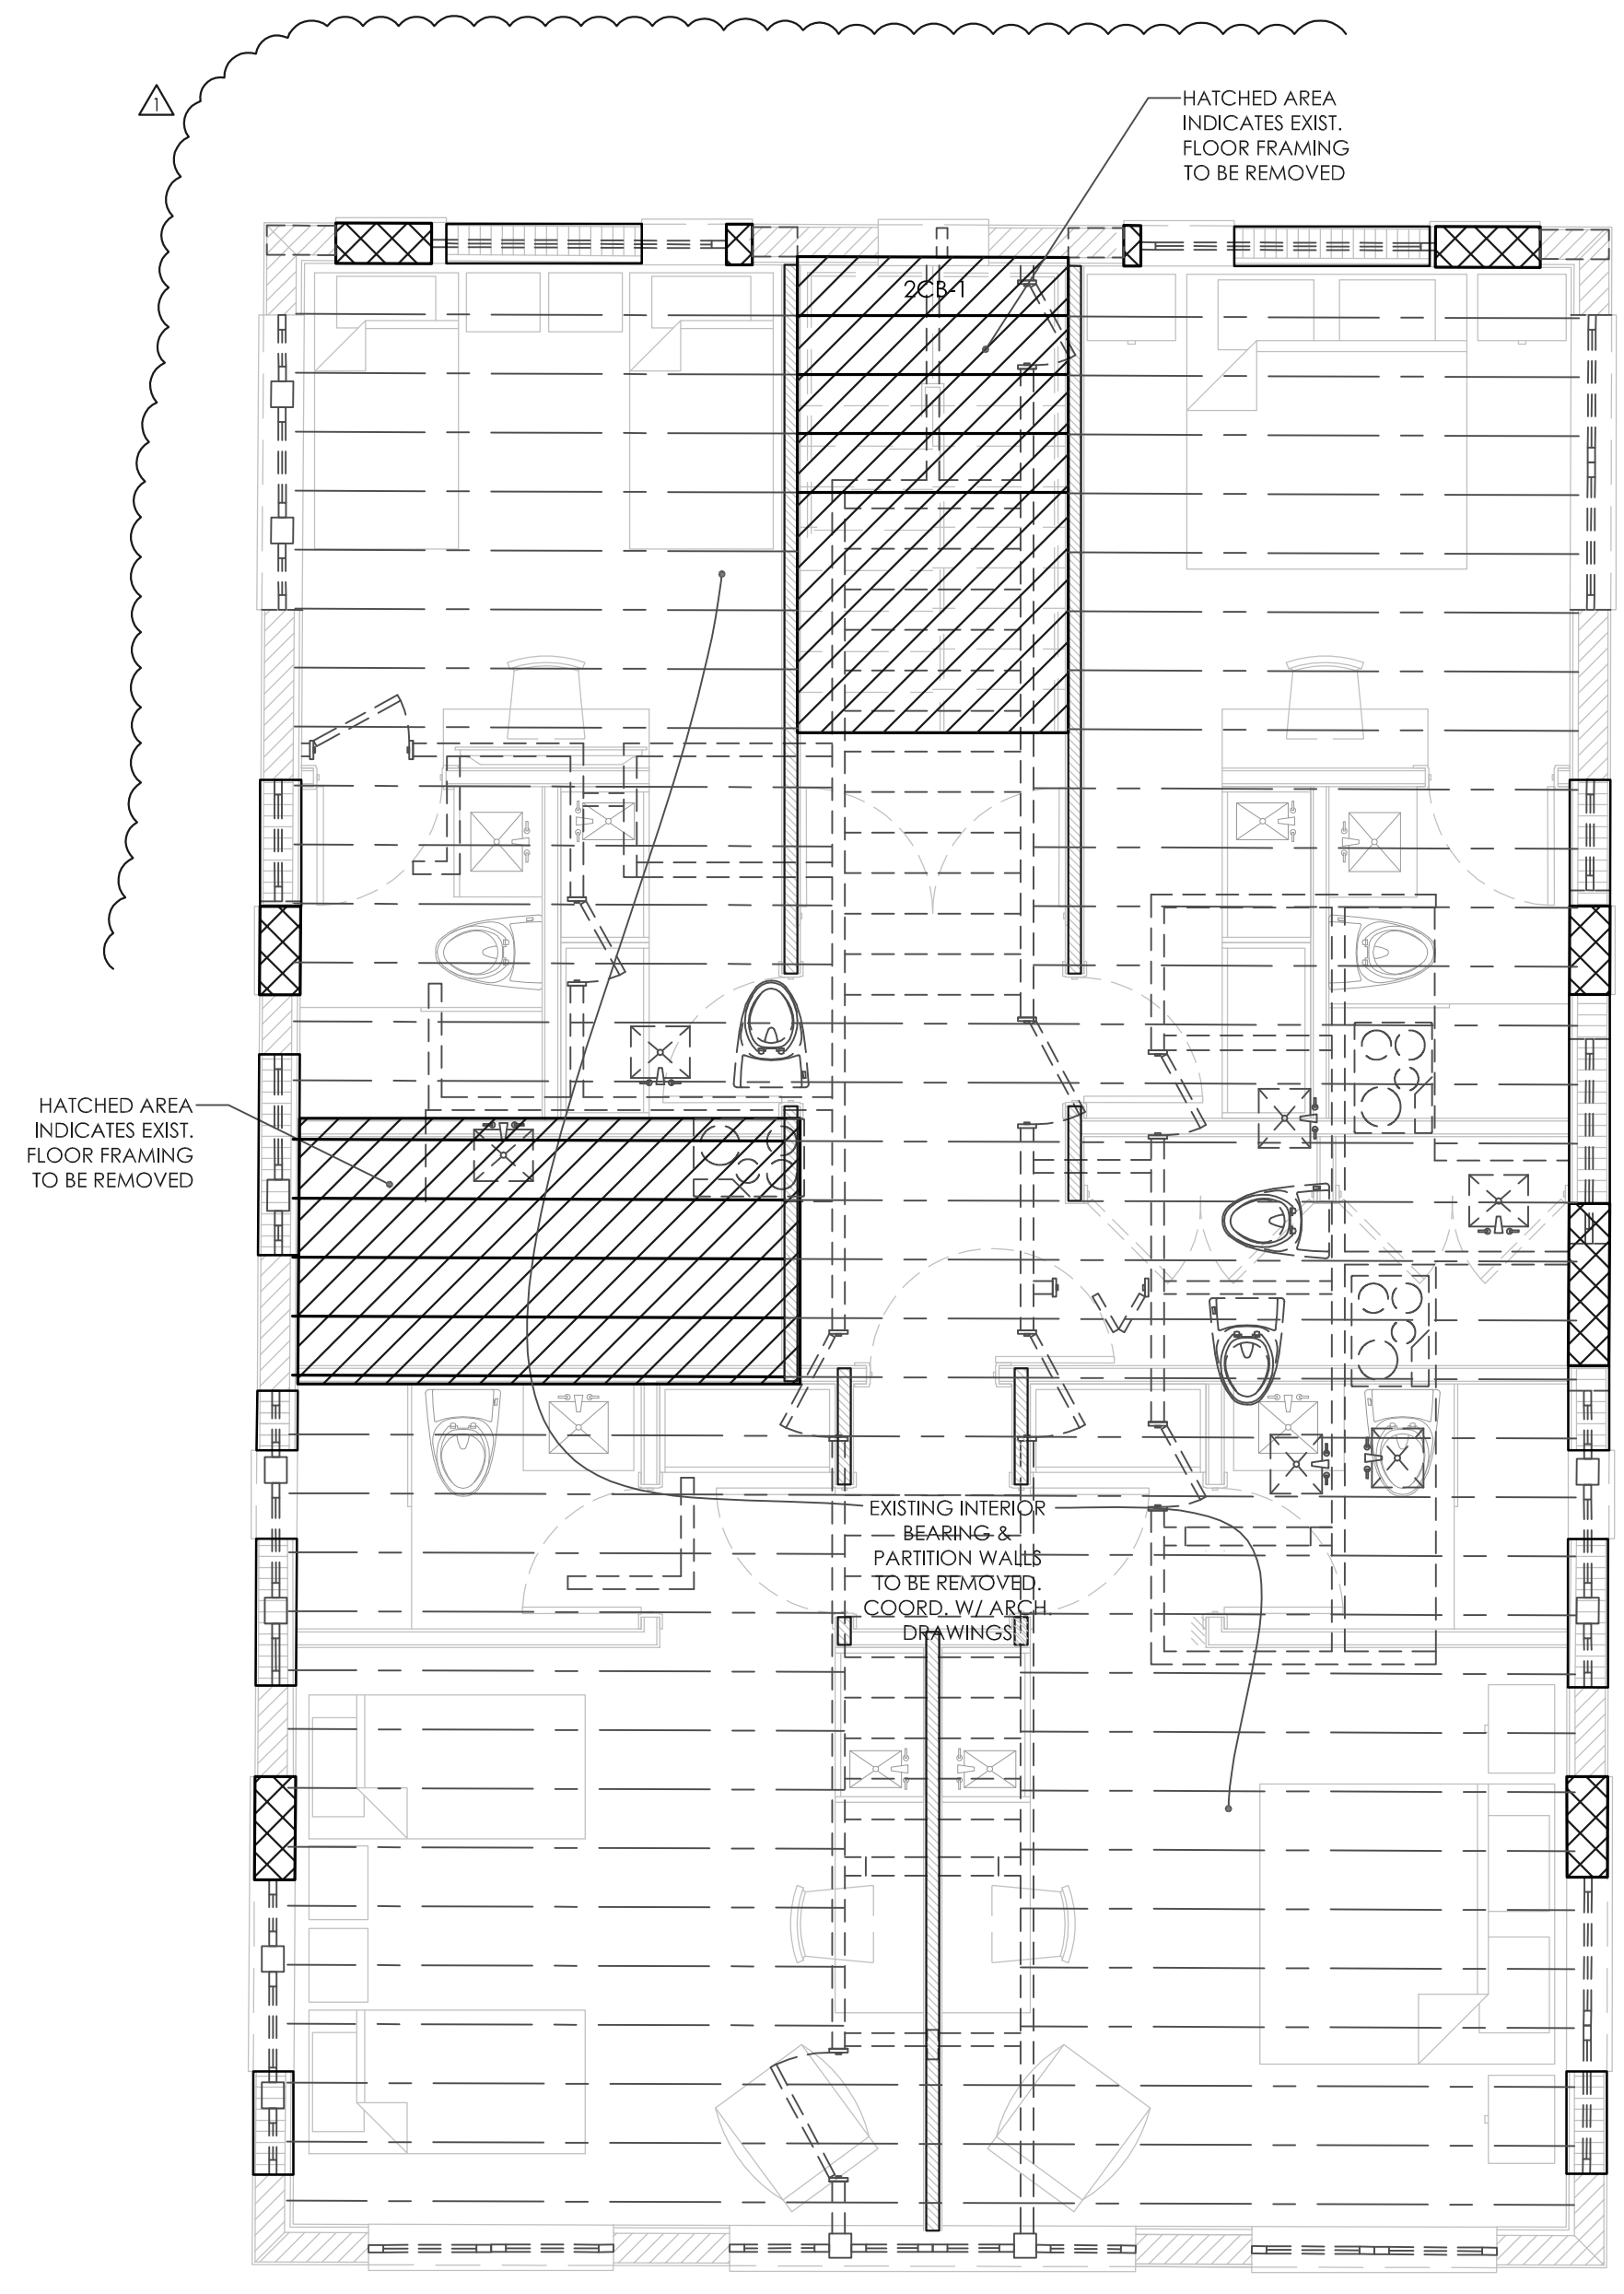 1
HATCHED AREA
INDICATES EXIST.
FLOOR FRAMING
TO BE REMOVED
2CB-1
HATCHED AREA
INDICATES EXIST.
FLOOR FRAMING
TO BE REMOVED
EXISTING INTERIOR
BEARING &
PARTITION WALLS
TO BE REMOVED.
COORD. W/ ARCH.
DRAWINGS